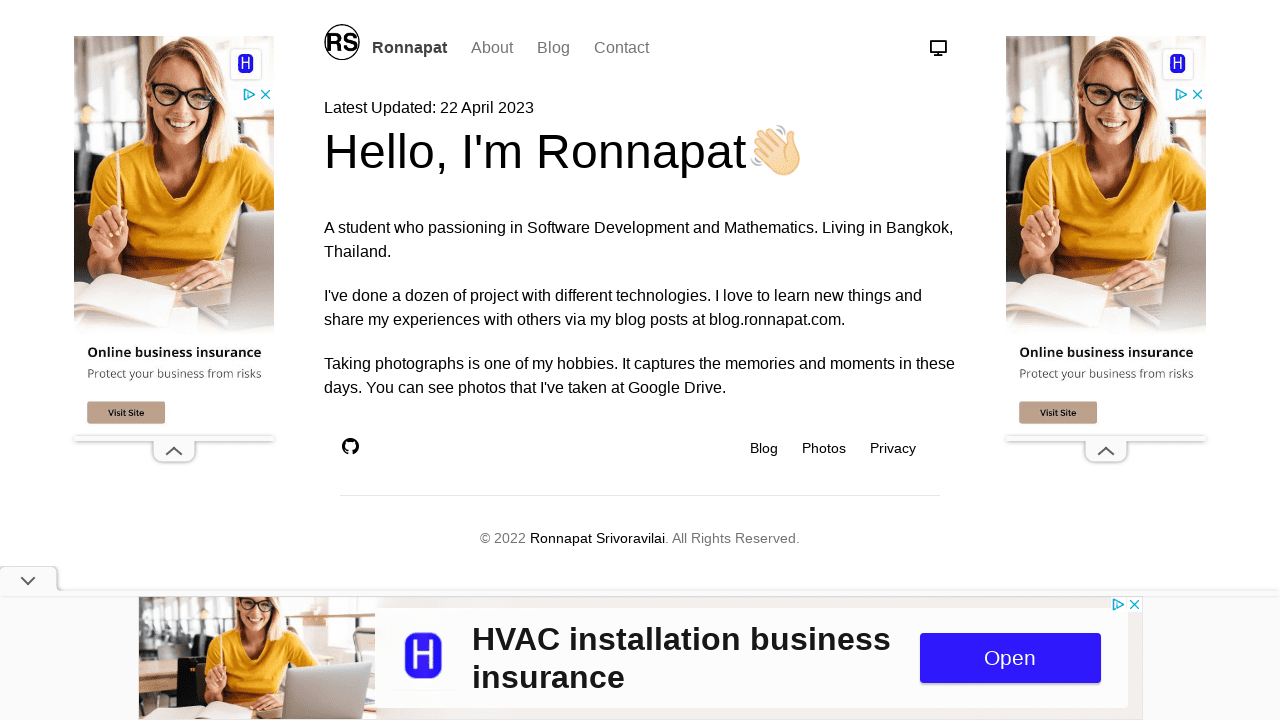 RS
Ronnapat About Blog Contact
Latest Updated: 22 April 2023
Hello, I'm Ronnapat👋🏻
A student who passioning in Software Development and Mathematics. Living in Bangkok,
Thailand.
I've done a dozen of project with different technologies. I love to learn new things and
share my experiences with others via my blog posts at blog.ronnapat.com.
Taking photographs is one of my hobbies. It captures the memories and moments in these
days. You can see photos that I've taken at Google Drive.
Blog Photos Privacy
© 2022 Ronnapat Srivoravilai. All Rights Reserved.
H
Online business insurance
Protect your business from risks
Visit Site
H
Online business insurance
Protect your business from risks
Visit Site
H
HVAC installation business
insurance
Open